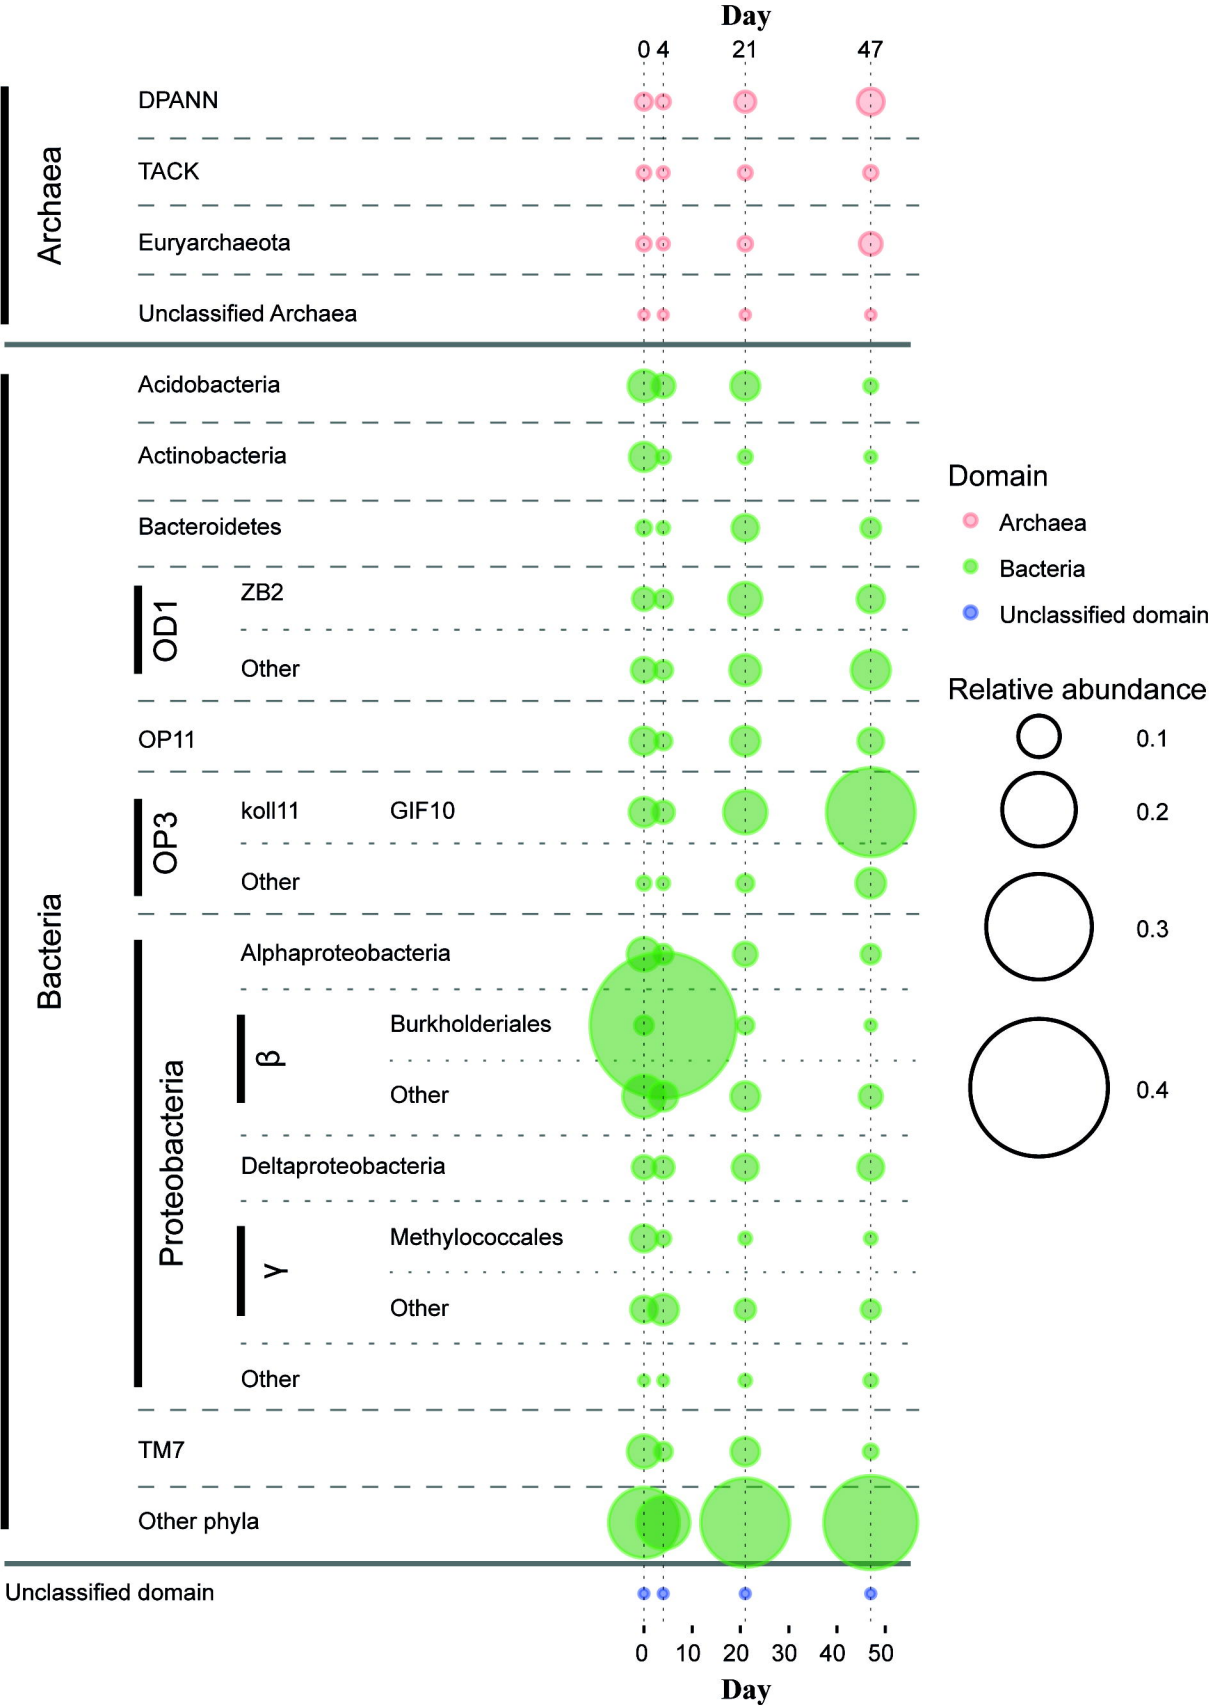 Day
0 4 21 47
Archaea
DPANN
TACK
Euryarchaeota
Unclassified Archaea
Bacteria
Acidobacteria
Actinobacteria
Bacteroidetes
OD1
ZB2
Other
OP11
OP3
koll11 GIF10
Other
Proteobacteria
Alphaproteobacteria
β
Burkholderiales
Other
Deltaproteobacteria
γ
Methylococcales
Other
Other
TM7
Other phyla
Unclassified domain
0 10 20 30 40 50
Day
Domain
Archaea
Bacteria
Unclassified domain
Relative abundance
0.1
0.2
0.3
0.4